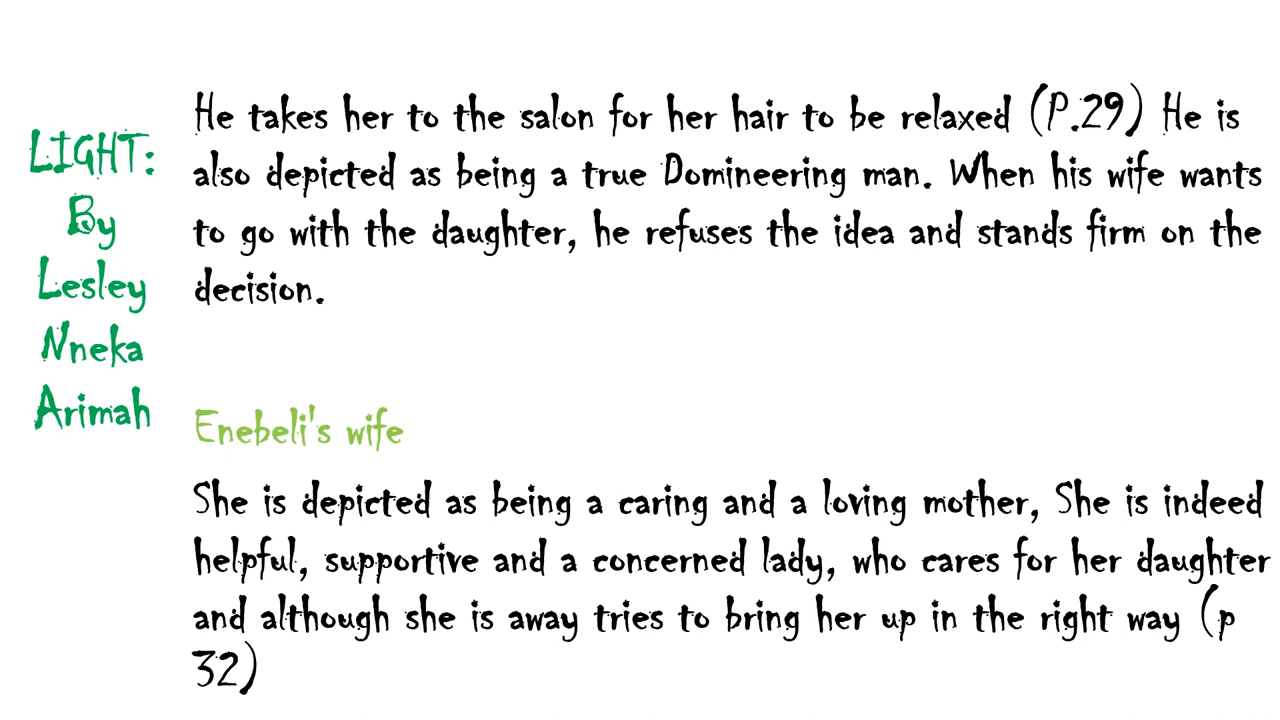 LIGHT:
By
Lesley
Nneka
Arimah
He takes her to the salon for her hair to be relaxed (P.29) He is
also depicted as being a true Domineering man. When his wife wants
to go with the daughter, he refuses the idea and stands firm on the
decision.
Enebeli's wife
She is depicted as being a caring and a loving mother, She is indeed
helpful, supportive and a concerned lady, who cares for her daughter
and although she is away tries to bring her up in the right way (p
32)